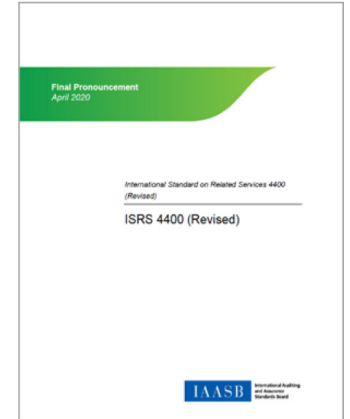 Final Pronouncement
April 2020
International Standard on Related Services 4400
(Revised)
ISRS 4400 (Revised)
IAASB
International Auditing
and Assurance
Standards Board